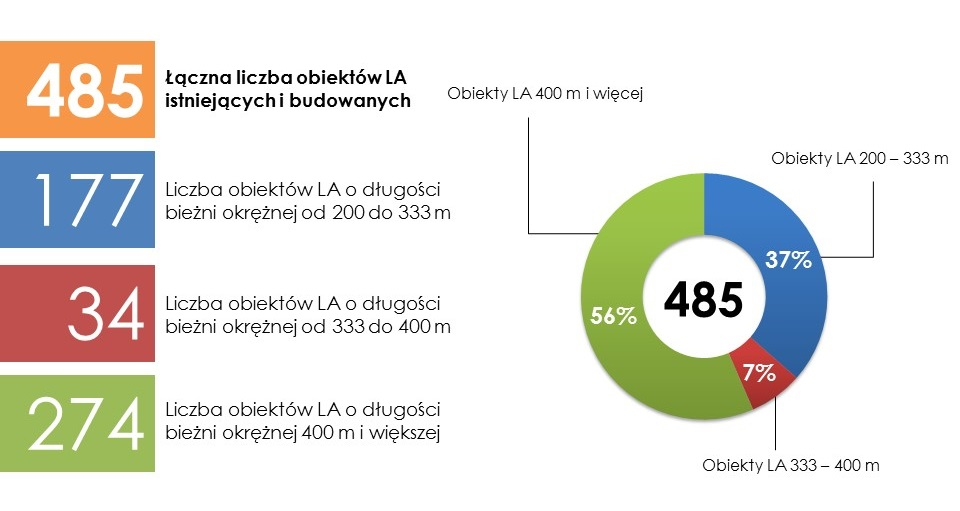 485
Łączna liczba obiektów LA
istniejących i budowanych
177
Liczba obiektów LA o długości
bieżni okrężnej od 200 do 333 m
34
Liczba obiektów LA o długości
bieżni okrężnej od 333 do 400 m
274
Liczba obiektów LA o długości
bieżni okrężnej 400 m i większej
Obiekty LA 400 m i więcej
Obiekty LA 200 – 333 m
37%
485
56%
7%
Obiekty LA 333 – 400 m